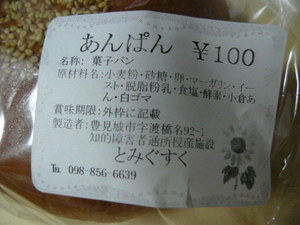 あんぱん ￥100
名称: 菓子パン
原材料名:小麦粉・砂糖・卵・マーガリン・イー
スト・脱脂粉乳・食塩・酵素・小倉あ
ん・白ゴマ
賞味期限:外枠に記載
製造者:豊見城市字渡橋名92-1
知的障害者通所授産施設
とみぐすく
℡ 098-856-6639